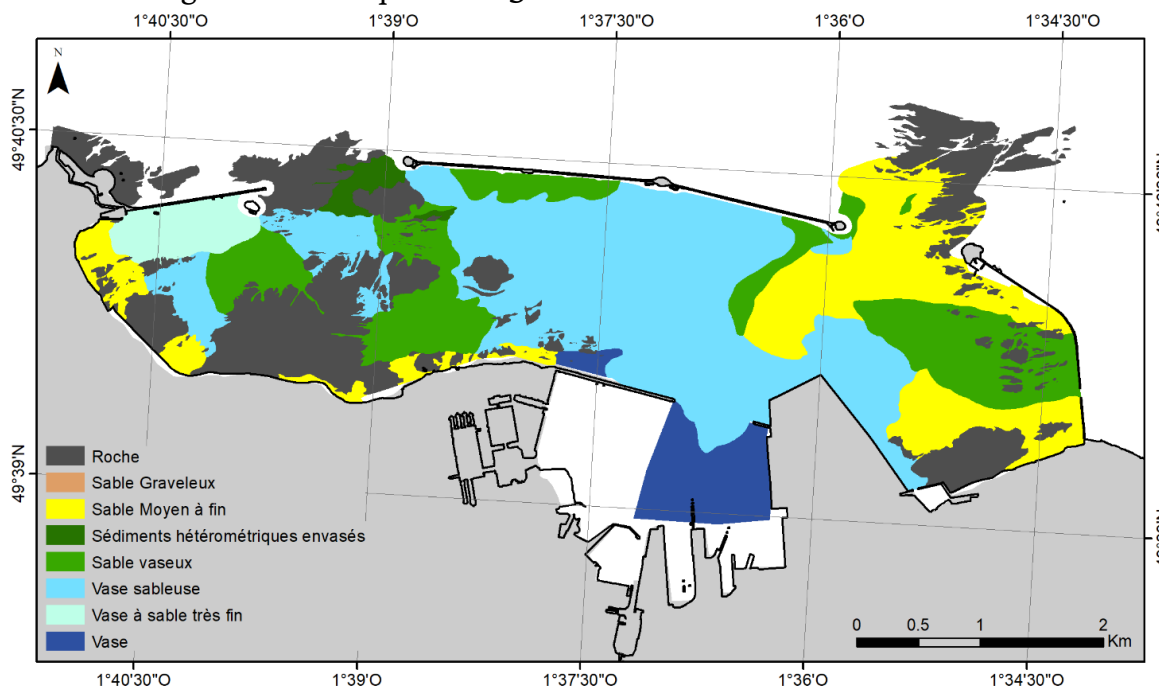 1°40'30"O 1°39'O 1°37'30"O 1°36'O 1°34'30"O
N
49°40'30"N
49°39'N
Roche
Sable Graveleux
Sable Moyen à fin
Sédiments hétérométriques envasés
Sable vaseux
Vase sableuse
Vase à sable très fin
Vase
0 0.5 1 2
Km
1°40'30"O 1°39'O 1°37'30"O 1°36'O 1°34'30"O